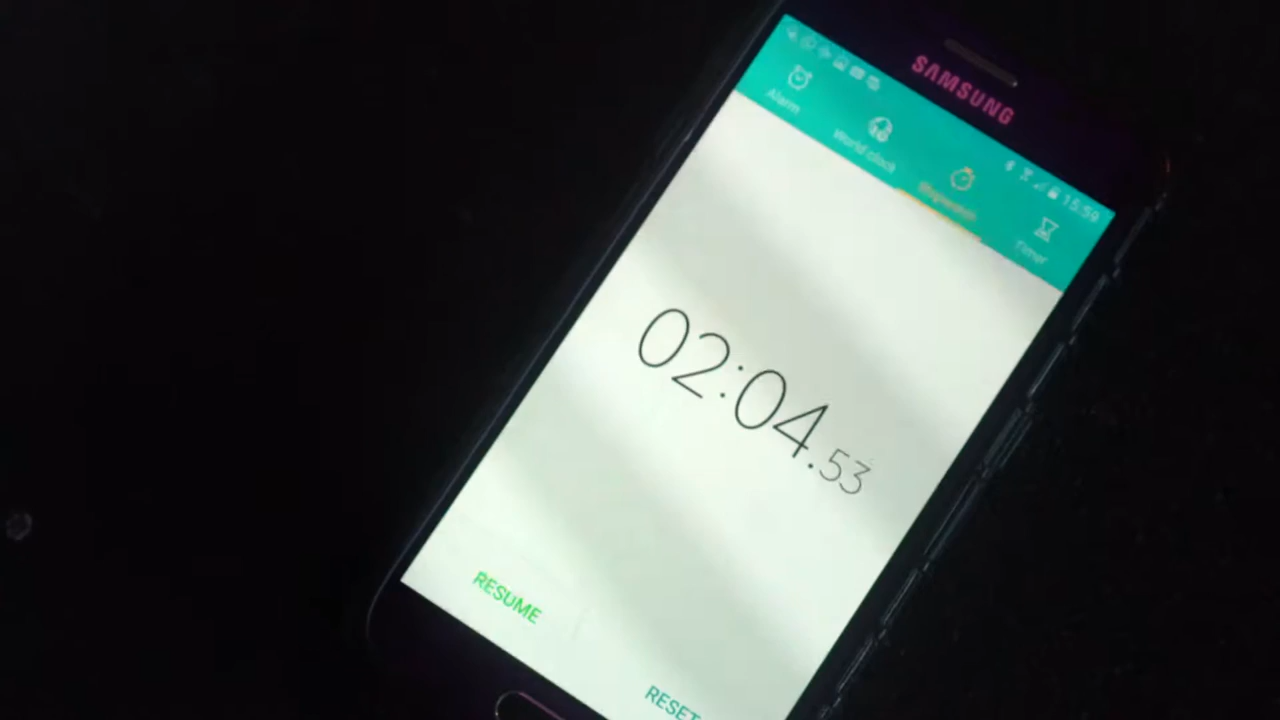 SAMSUNG
15:59
Alarm
World clock
Stopwatch
Timer
02:04.53
RESUME
RESET